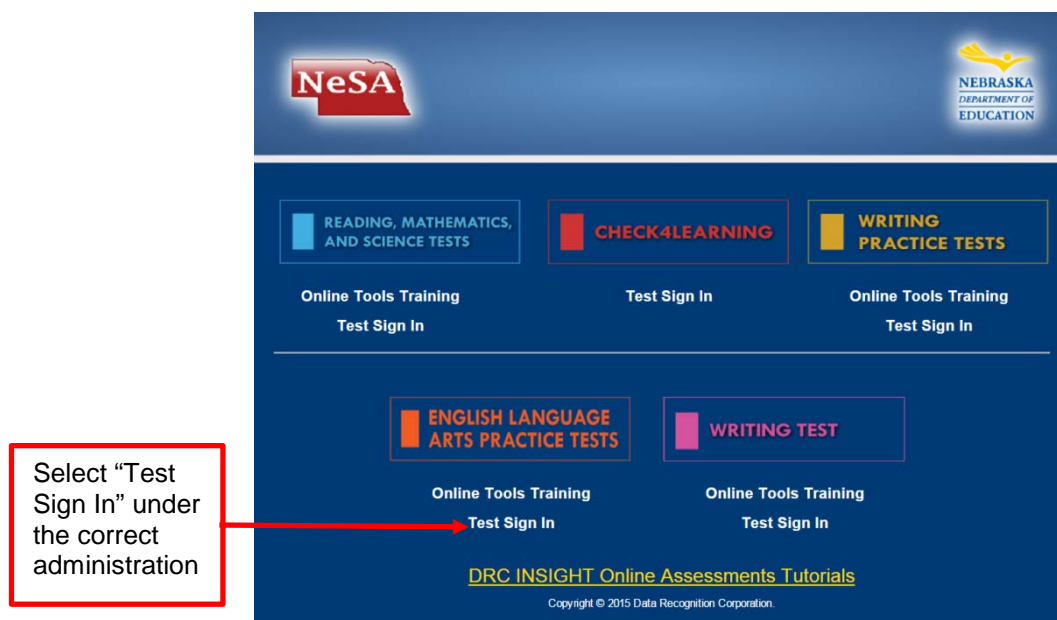 NeSA
NEBRASKA
DEPARTMENT OF
EDUCATION
READING, MATHEMATICS,
AND SCIENCE TESTS
CHECK4LEARNING
WRITING
PRACTICE TESTS
Online Tools Training
Test Sign In
Test Sign In
Online Tools Training
Test Sign In
ENGLISH LANGUAGE
ARTS PRACTICE TESTS
WRITING TEST
Online Tools Training
Test Sign In
Online Tools Training
Test Sign In
Select “Test
Sign In” under
the correct
administration
DRC INSIGHT Online Assessments Tutorials
Copyright © 2015 Data Recognition Corporation.